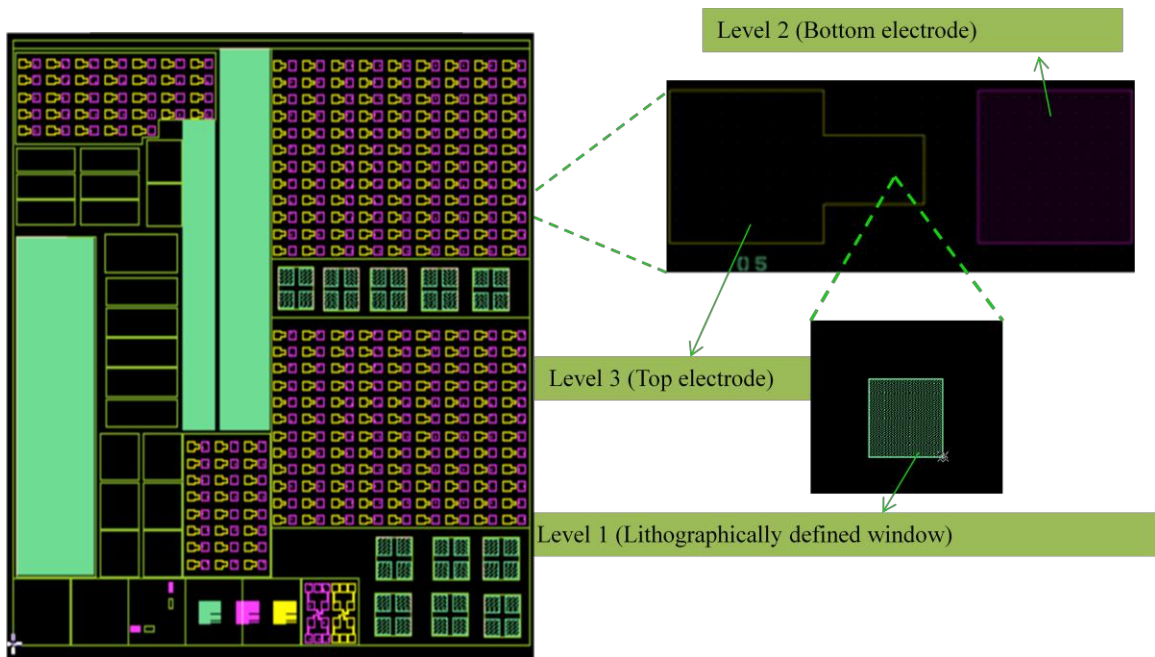 Level 2 (Bottom electrode)
05
Level 3 (Top electrode)
Level 1 (Lithographically defined window)